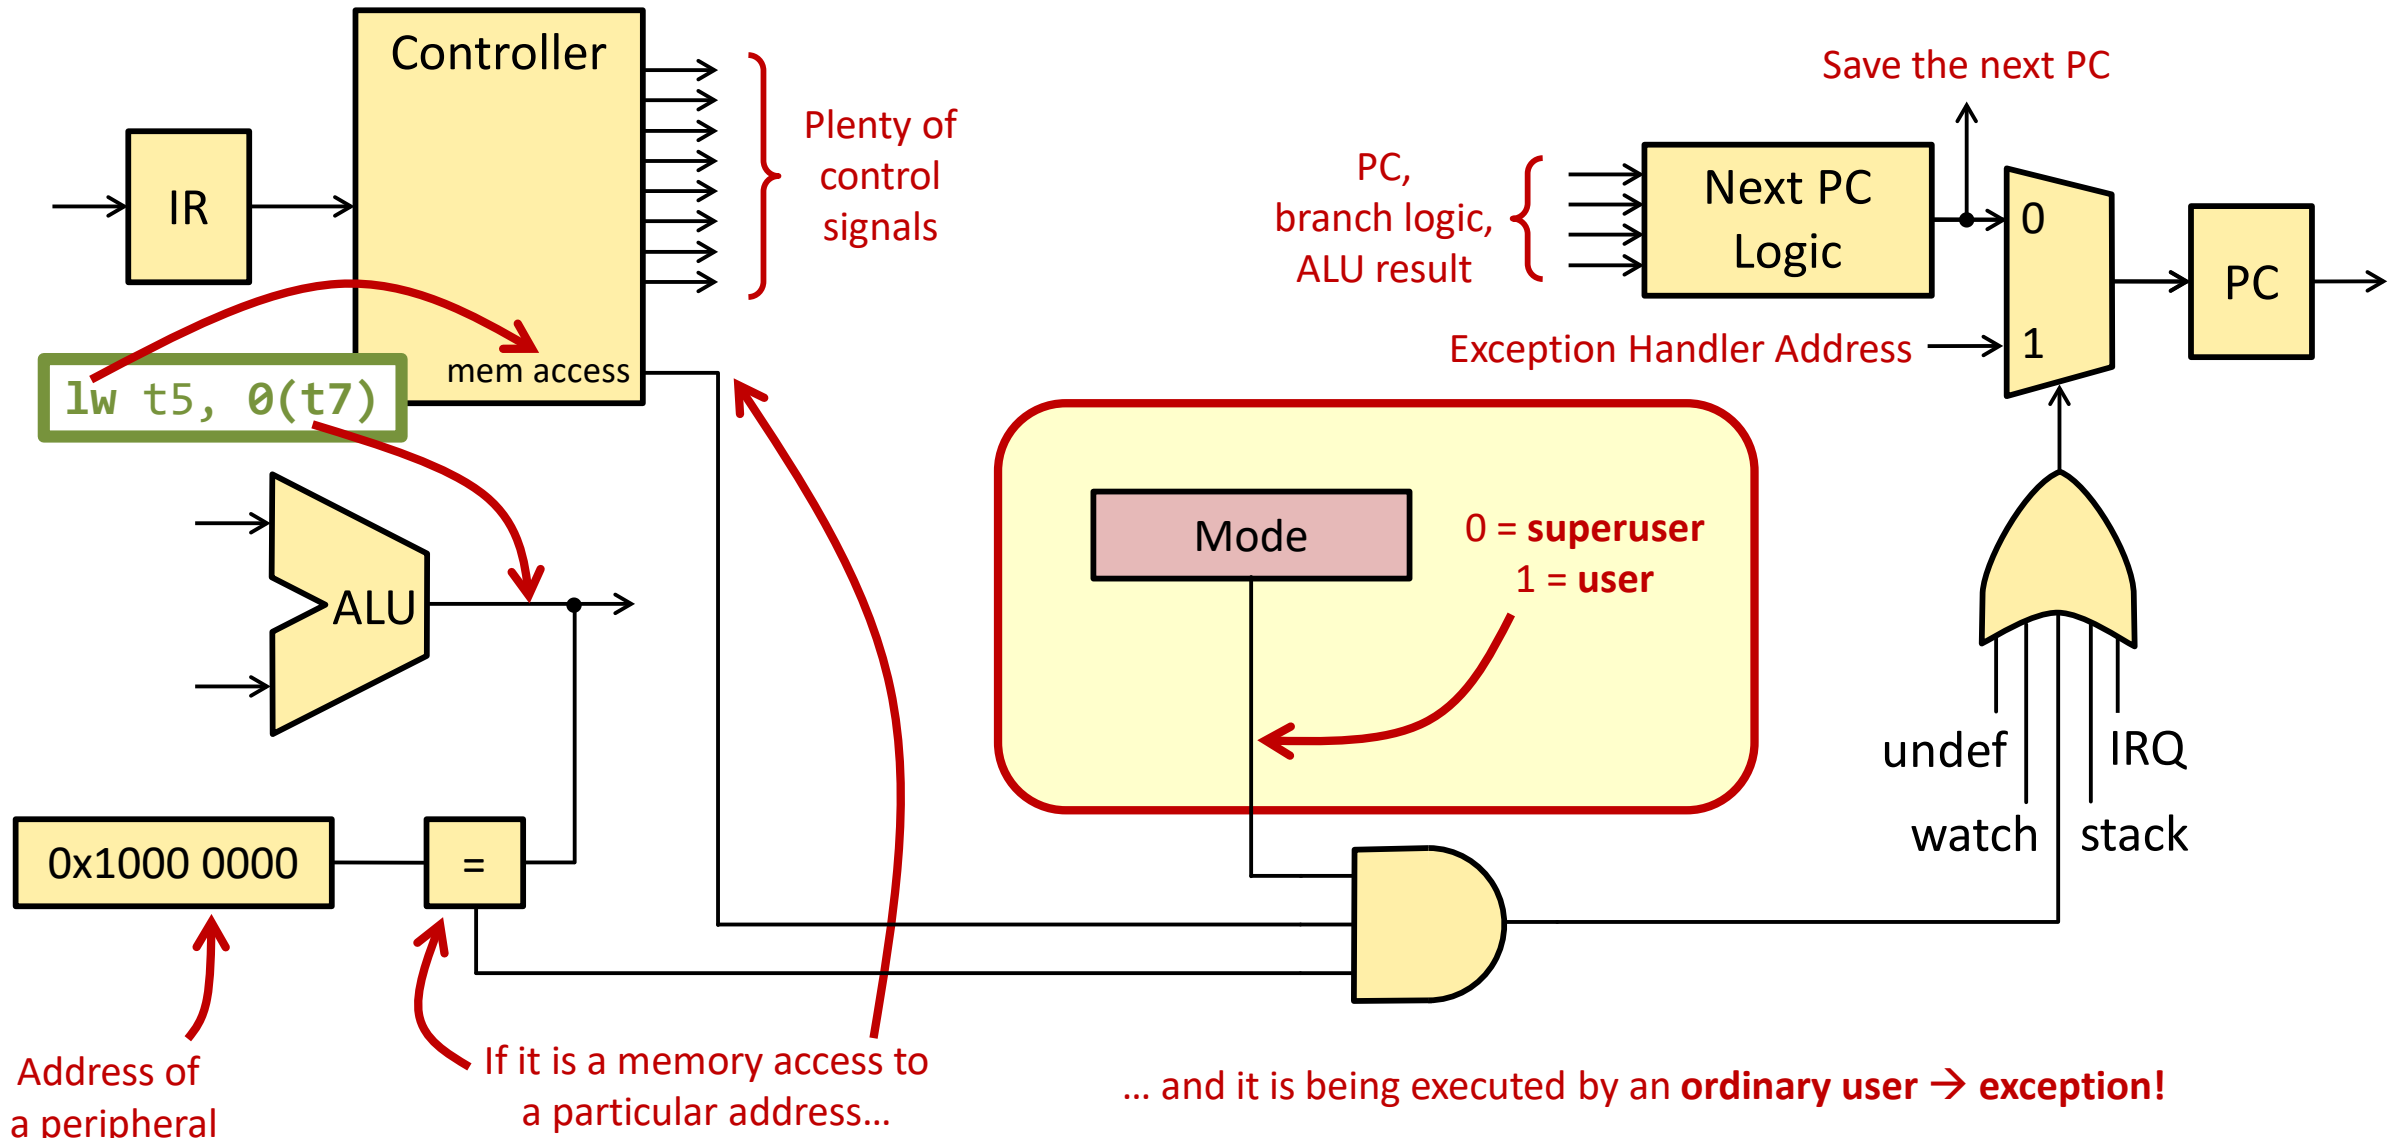 Controller
IR
mem access
lw t5, 0(t7)
Plenty of
control
signals
ALU
0x1000 0000
=
Address of
a peripheral
If it is a memory access to
a particular address...
Save the next PC
PC,
branch logic,
ALU result
Next PC
Logic
0
1
PC
Exception Handler Address
Mode
0 = superuser
1 = user
undef
IRQ
watch
stack
... and it is being executed by an ordinary user → exception!